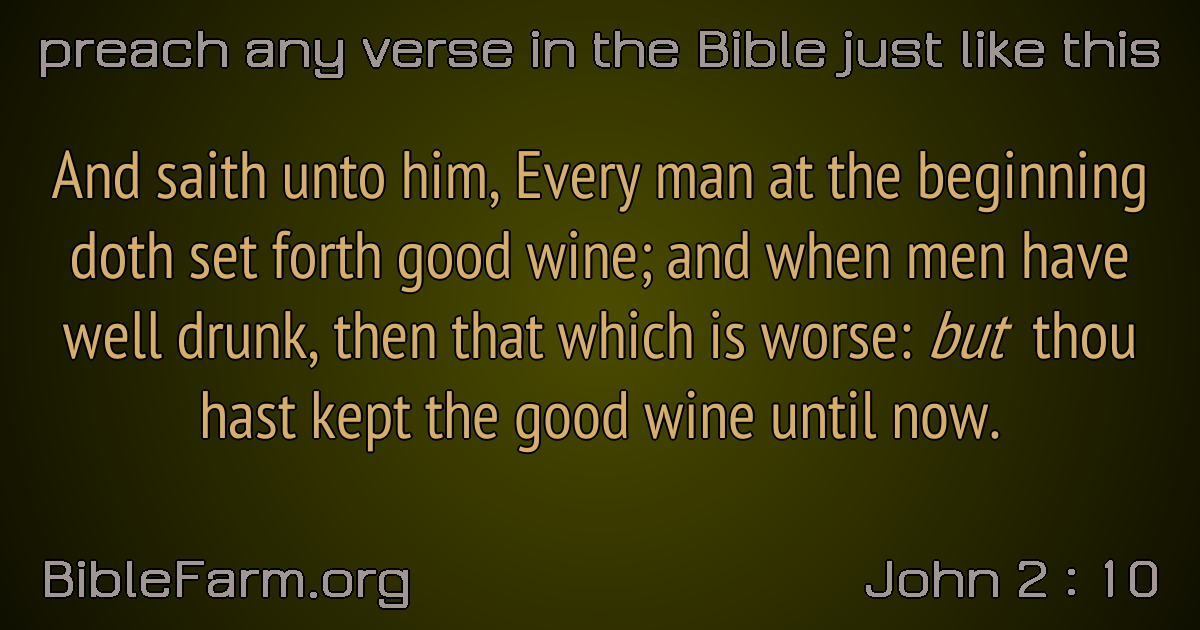 preach any verse in the Bible just like this
And saith unto him, Every man at the beginning
doth set forth good wine; and when men have
well drunk, then that which is worse: but thou
hast kept the good wine until now.
BibleFarm.org
John 2 : 10